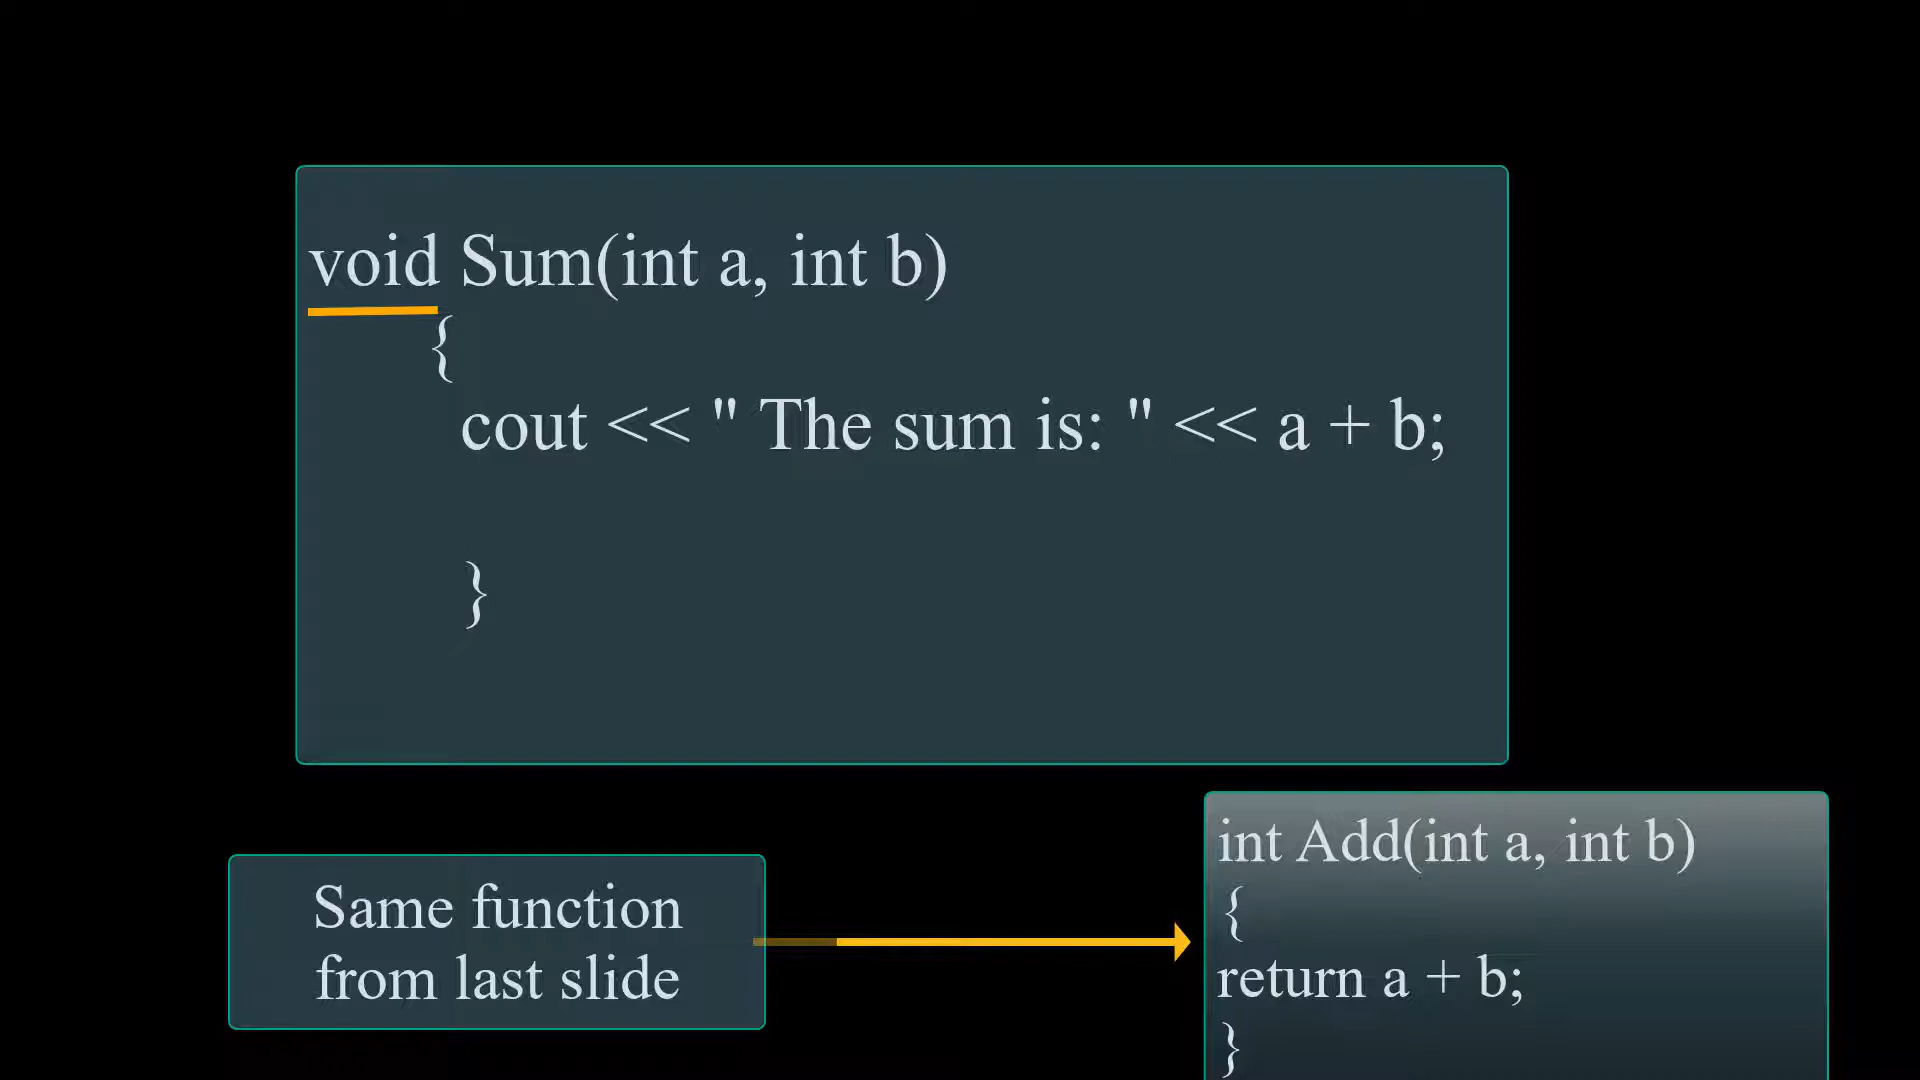 void Sum(int a, int b)
{
cout << " The sum is: " << a + b;
}
Same function
from last slide
int Add(int a, int b)
{
return a + b;
}